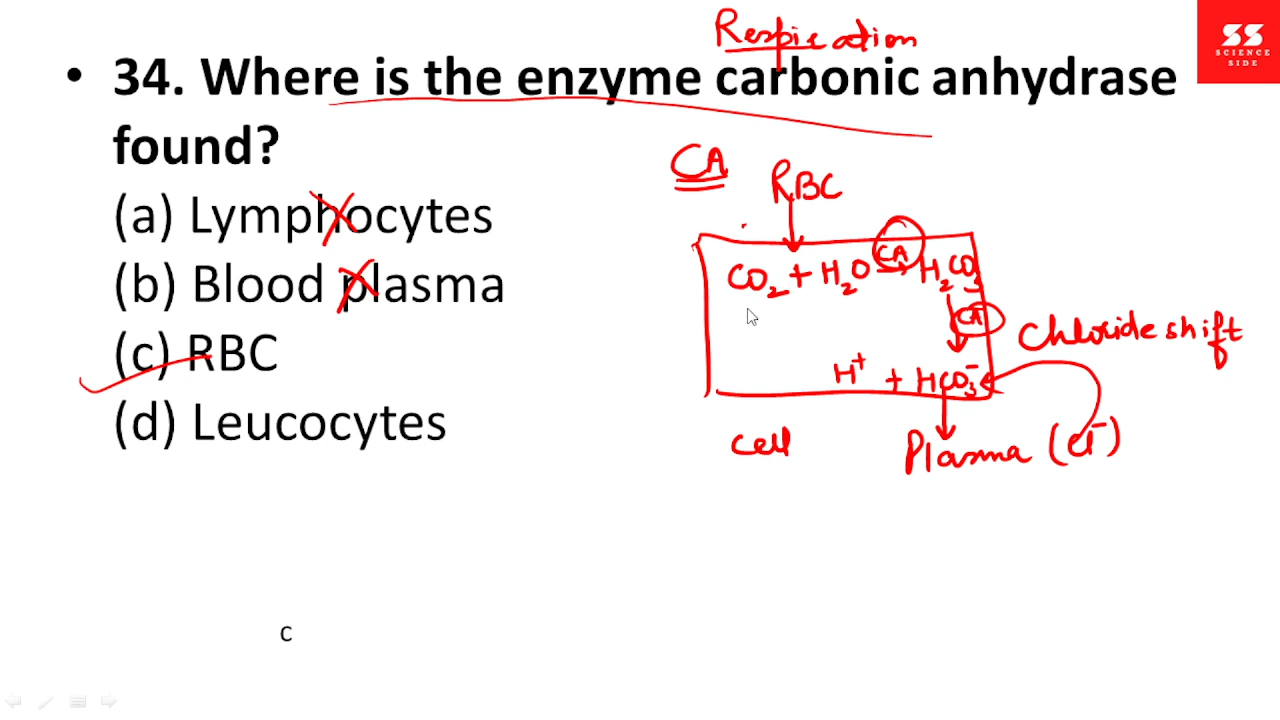 Respiration
SS
SCIENCE
SIDE
• 34. Where is the enzyme carbonic anhydrase
found?
(a) Lymphocytes
(b) Blood plasma
(c) RBC
(d) Leucocytes
CA
RBC
CO₂ + H₂O CA→ H₂CO₃
CA
Chloride shift
H⁺ + HCO₃⁻
cell
Plasma (Cl⁻)
c